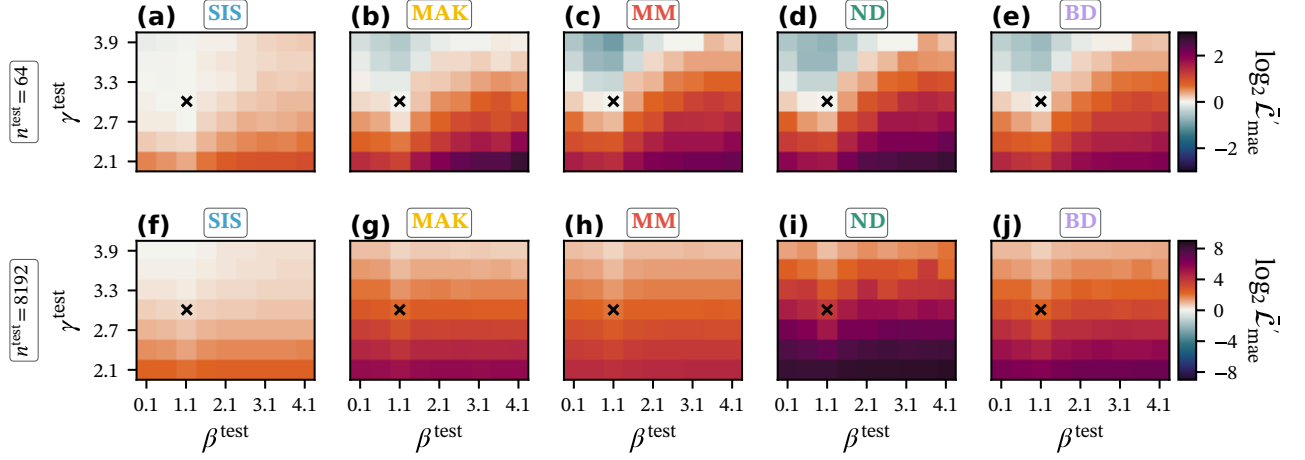 (a) SIS (b) MAK (c) MM (d) ND (e) BD
n^test = 64
γ^test
3.9
3.3
2.7
2.1
2
0
−2
log₂ 𝓛̄′_mae
(f) SIS (g) MAK (h) MM (i) ND (j) BD
n^test = 8192
γ^test
3.9
3.3
2.7
2.1
8
4
0
−4
−8
log₂ 𝓛̄′_mae
0.1 1.1 2.1 3.1 4.1 0.1 1.1 2.1 3.1 4.1 0.1 1.1 2.1 3.1 4.1 0.1 1.1 2.1 3.1 4.1 0.1 1.1 2.1 3.1 4.1
β^test β^test β^test β^test β^test